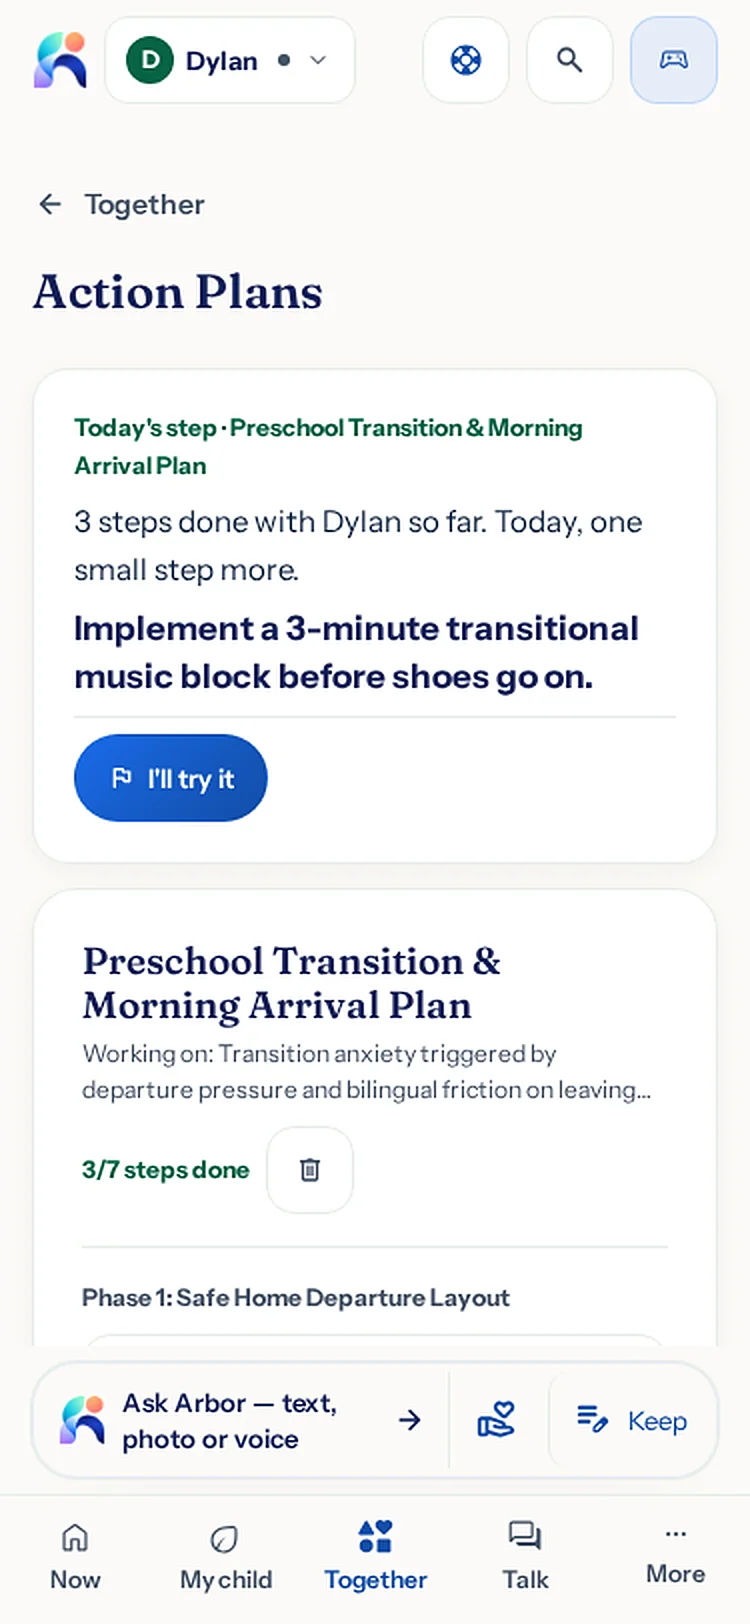 D Dylan
Together
Action Plans
Today's step · Preschool Transition & Morning
Arrival Plan
3 steps done with Dylan so far. Today, one
small step more.
Implement a 3-minute transitional
music block before shoes go on.
I'll try it
Preschool Transition &
Morning Arrival Plan
Working on: Transition anxiety triggered by
departure pressure and bilingual friction on leaving...
3/7 steps done
Phase 1: Safe Home Departure Layout
Ask Arbor — text,
photo or voice
Keep
Now My child Together Talk More